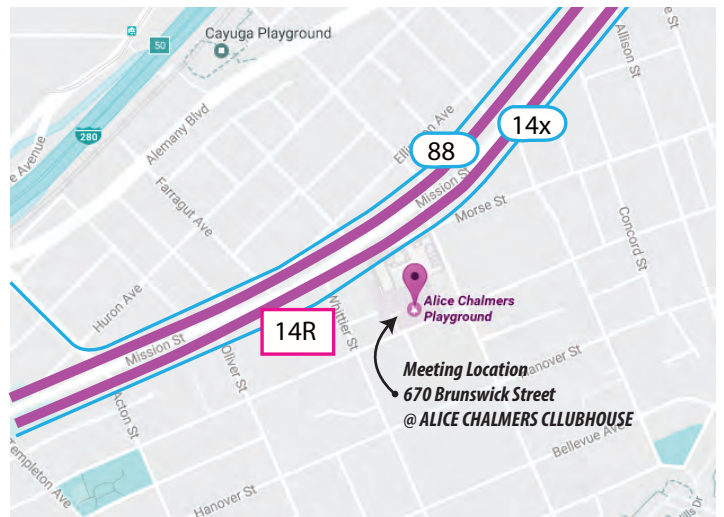 Cayuga Playground
50
Allison St
280
Alemany Blvd
e Avenue
14x
88
Mission St
Morse St
Farragut Ave
Concord St
Huron Ave
Whittier St
Alice Chalmers
Playground
14R
Mission St
Oliver St
Meeting Location
670 Brunswick Street
@ ALICE CHALMERS CLLUBHOUSE
Hanover St
Acton St
Bellevue Ave
Templeton Ave
Hanover St